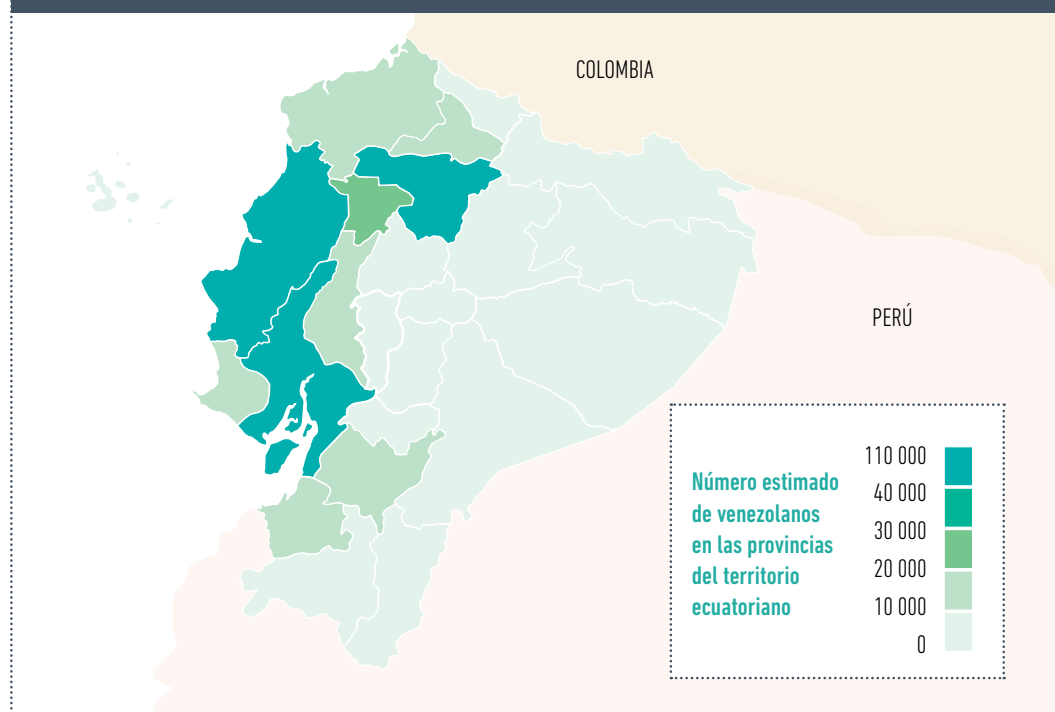 COLOMBIA
PERÚ
Número estimado
de venezolanos
en las provincias
del territorio
ecuatoriano
110 000
40 000
30 000
20 000
10 000
0